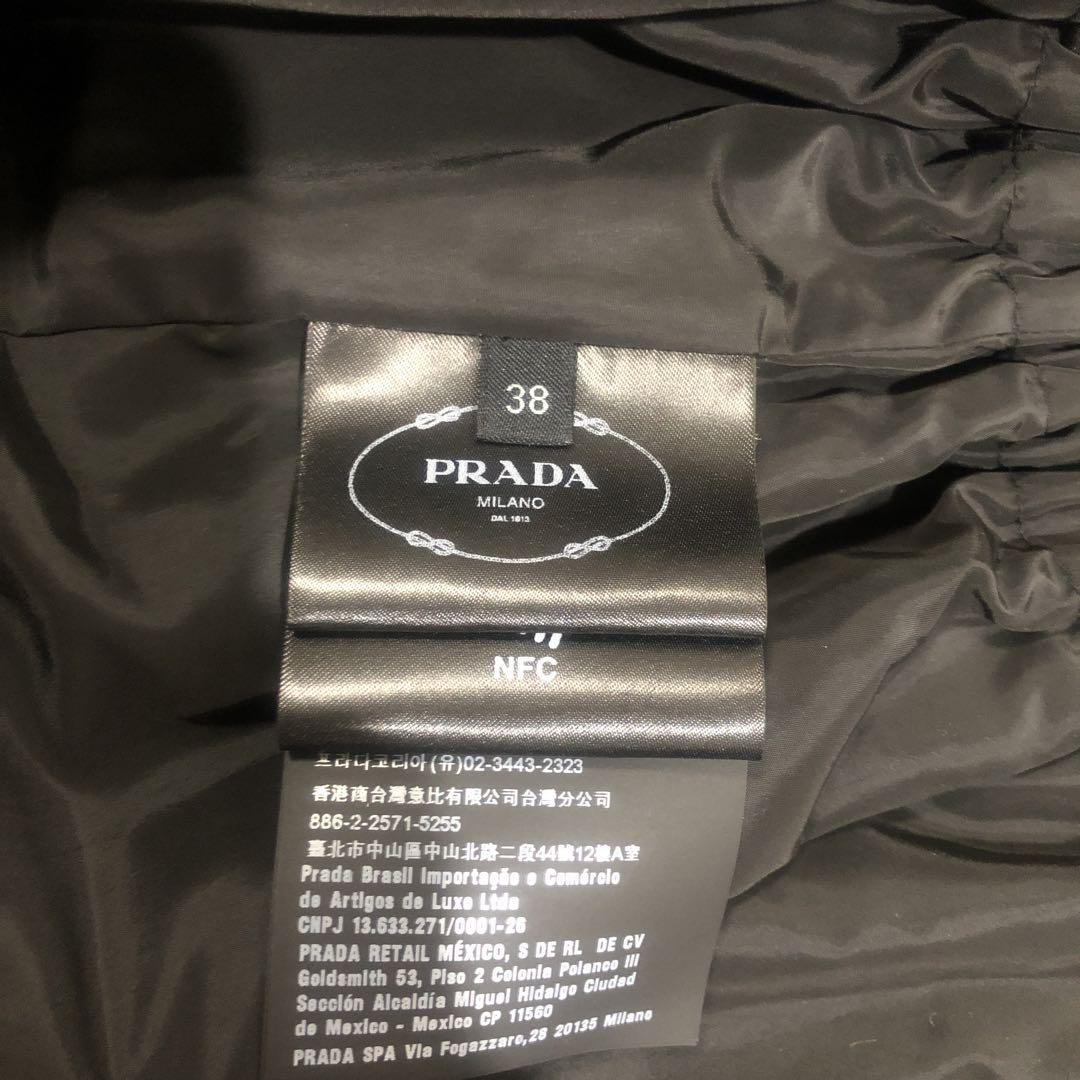 38
PRADA
MILANO
DAL 1913
NFC
프라다코리아(유)02-3443-2323
香港商台灣意比有限公司台灣分公司
886-2-2571-5255
臺北市中山區中山北路二段44號12樓A室
Prada Brasil Importação e Comércio
de Artigos de Luxe Ltda
CNPJ 13.633.271/0001-26
PRADA RETAIL MÉXICO, S DE RL DE CV
Goldsmith 53, Piso 2 Colonia Polanco III
Sección Alcaldía Miguel Hidalgo Ciudad
de Mexico - Mexico CP 11560
PRADA SPA Via Fogazzaro,28 20135 Milano